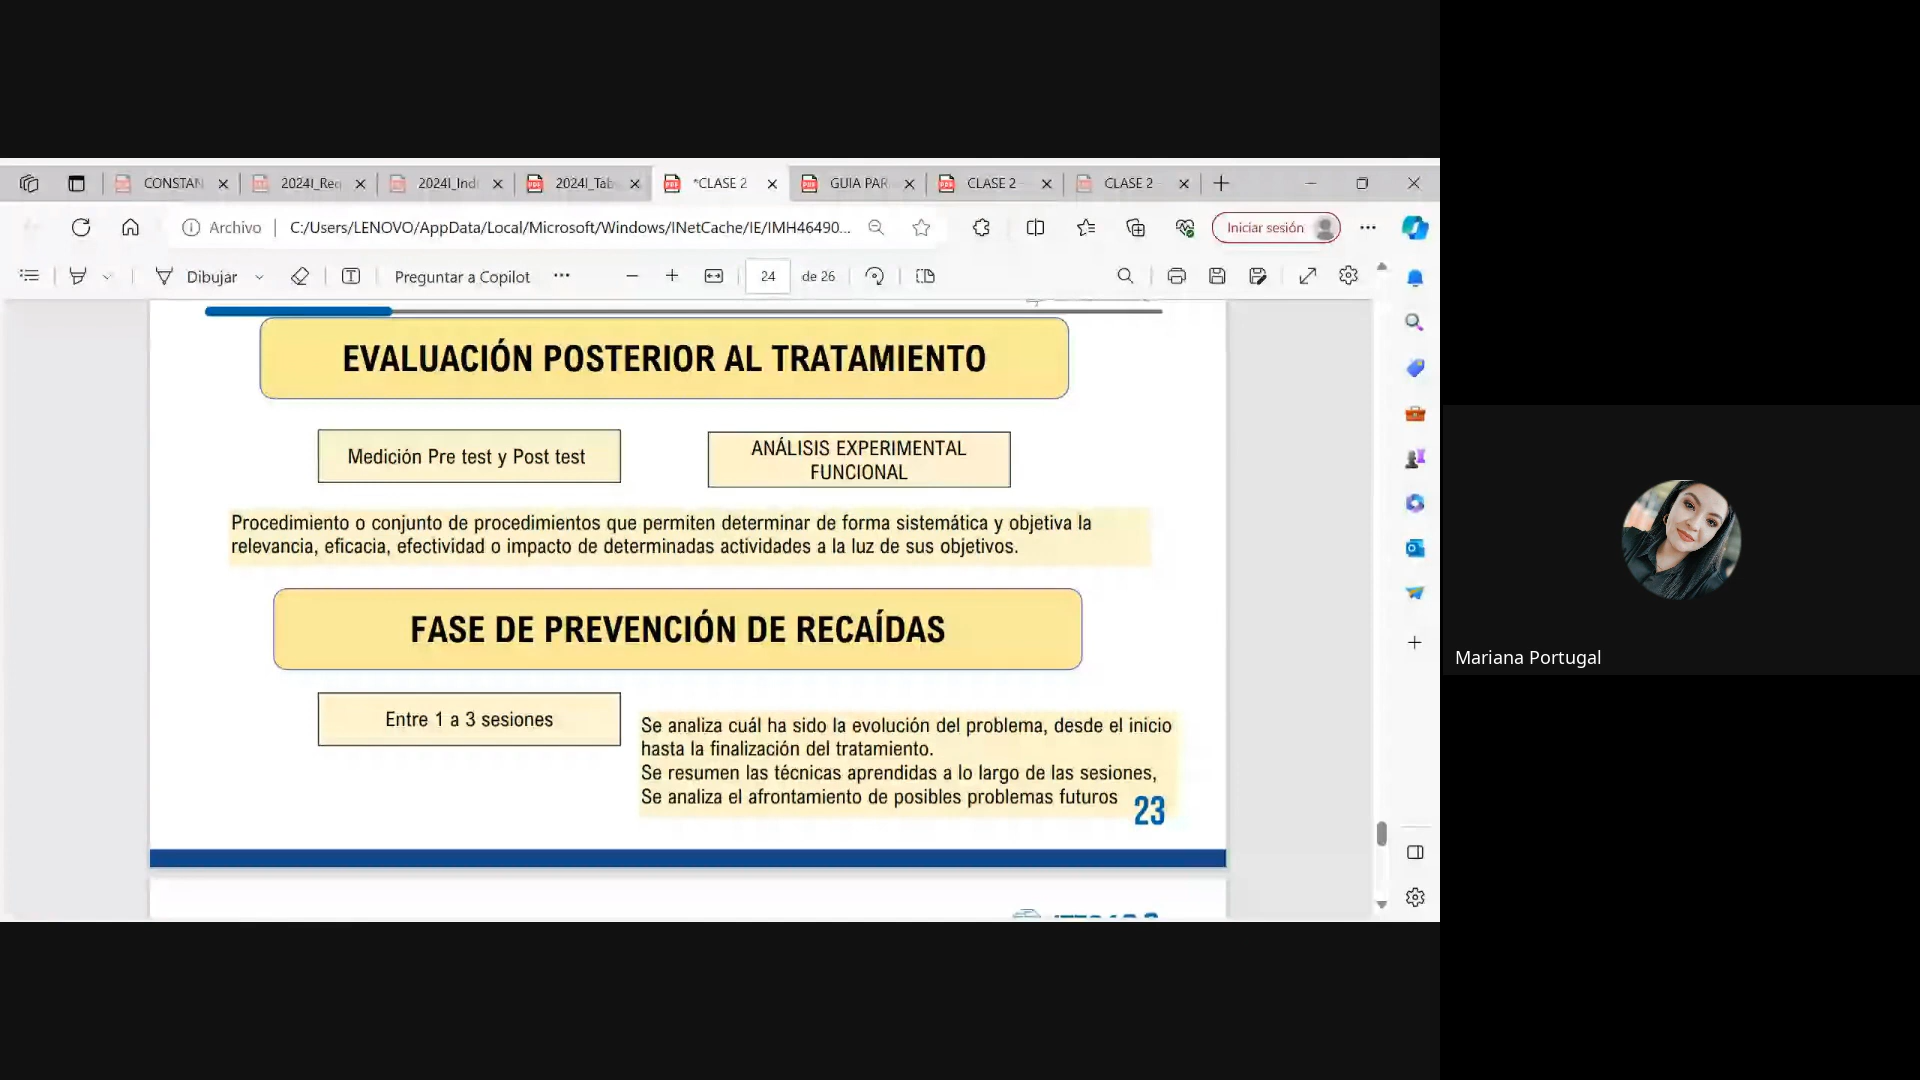 CONSTAN
2024I_Rec
2024I_Indi
2024I_Tab
*CLASE 2
GUIA PAR
CLASE 2
CLASE 2
Archivo
C:/Users/LENOVO/AppData/Local/Microsoft/Windows/INetCache/IE/IMH46490...
Iniciar sesión
Dibujar
Preguntar a Copilot
24
de 26
EVALUACIÓN POSTERIOR AL TRATAMIENTO
Medición Pre test y Post test
ANÁLISIS EXPERIMENTAL
FUNCIONAL
Procedimiento o conjunto de procedimientos que permiten determinar de forma sistemática y objetiva la
relevancia, eficacia, efectividad o impacto de determinadas actividades a la luz de sus objetivos.
FASE DE PREVENCIÓN DE RECAÍDAS
Entre 1 a 3 sesiones
Se analiza cuál ha sido la evolución del problema, desde el inicio
hasta la finalización del tratamiento.
Se resumen las técnicas aprendidas a lo largo de las sesiones,
Se analiza el afrontamiento de posibles problemas futuros
23
Mariana Portugal